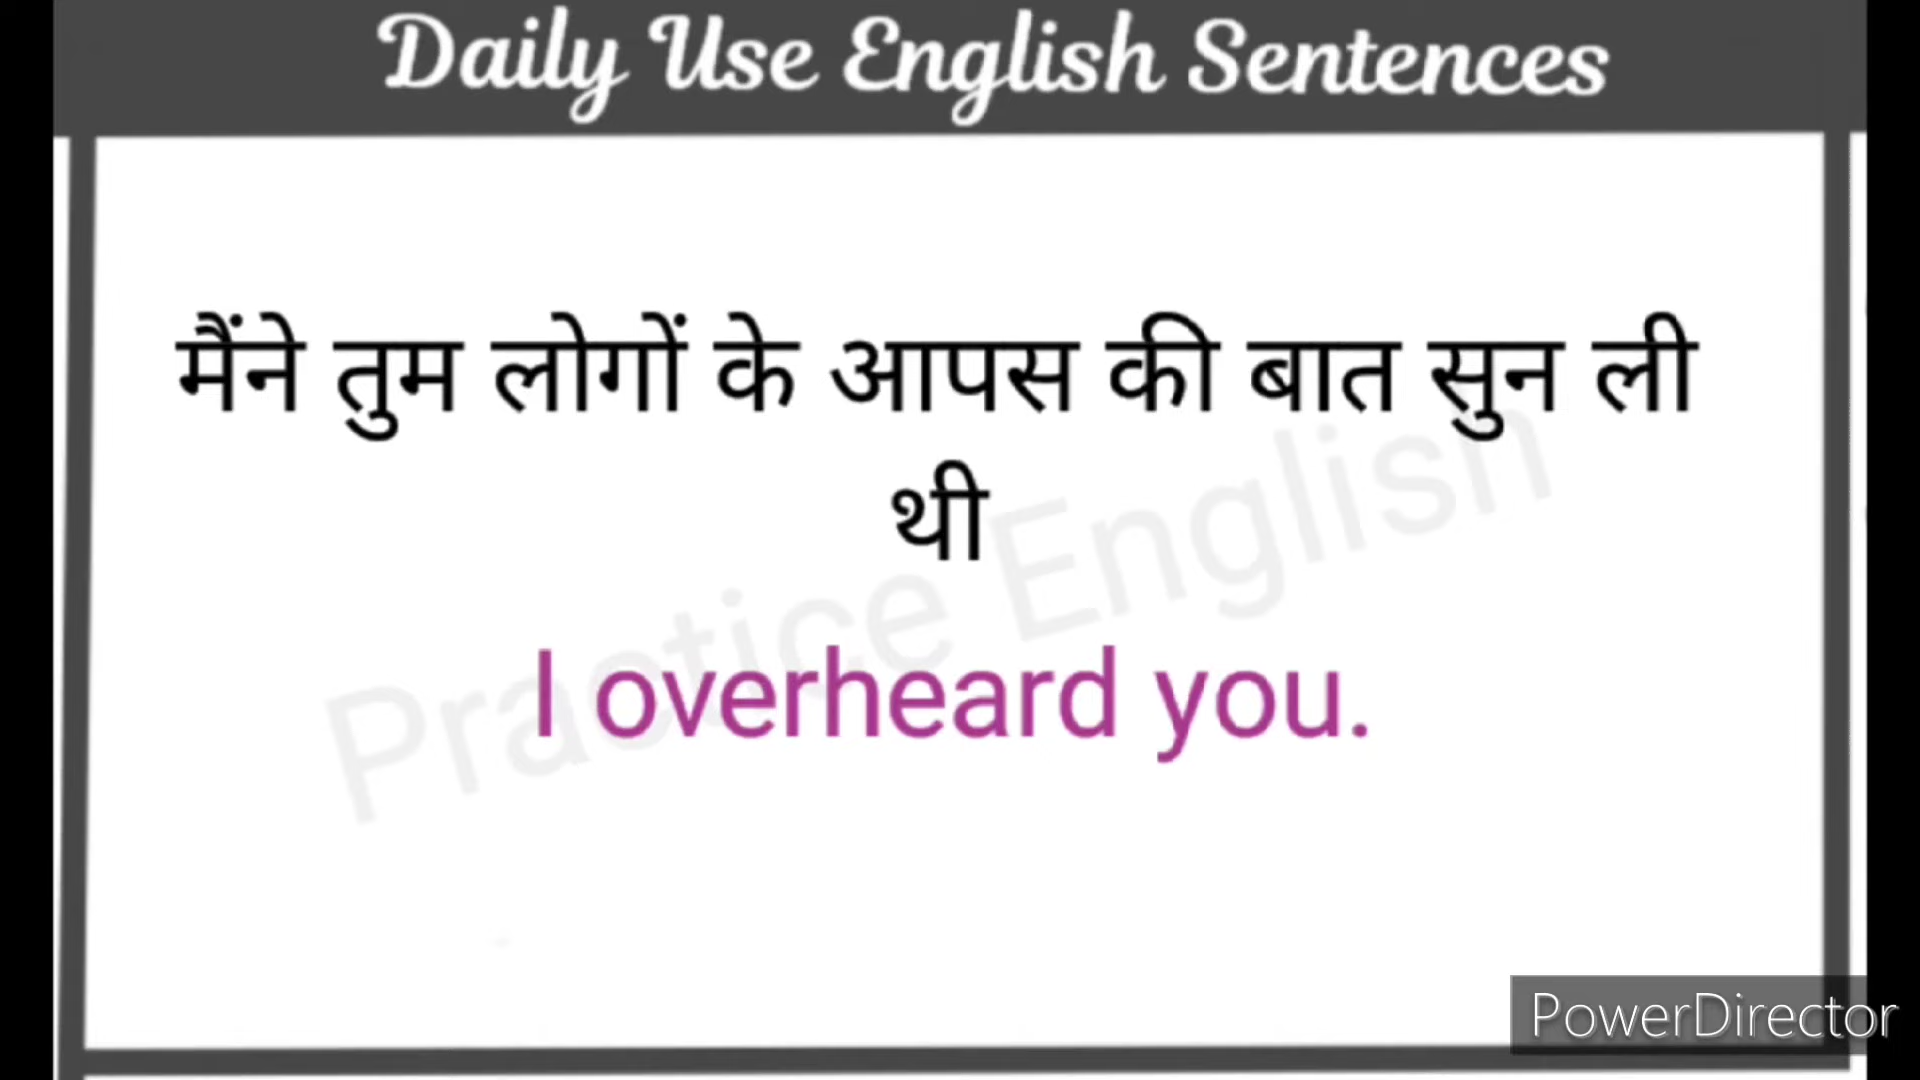 Daily Use English Sentences
मैंने तुम लोगों के आपस की बात सुन ली
थी
Practice English
I overheard you.
PowerDirector